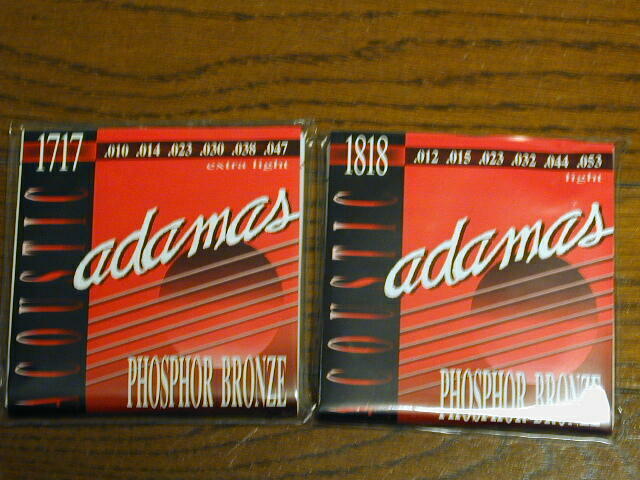 1717
.010 .014 .023 .030 .038 .047
extra light
ACOUSTIC
adamas
PHOSPHOR BRONZE
1818
.012 .015 .023 .032 .044 .053
light
ACOUSTIC
adamas
PHOSPHOR BRONZE